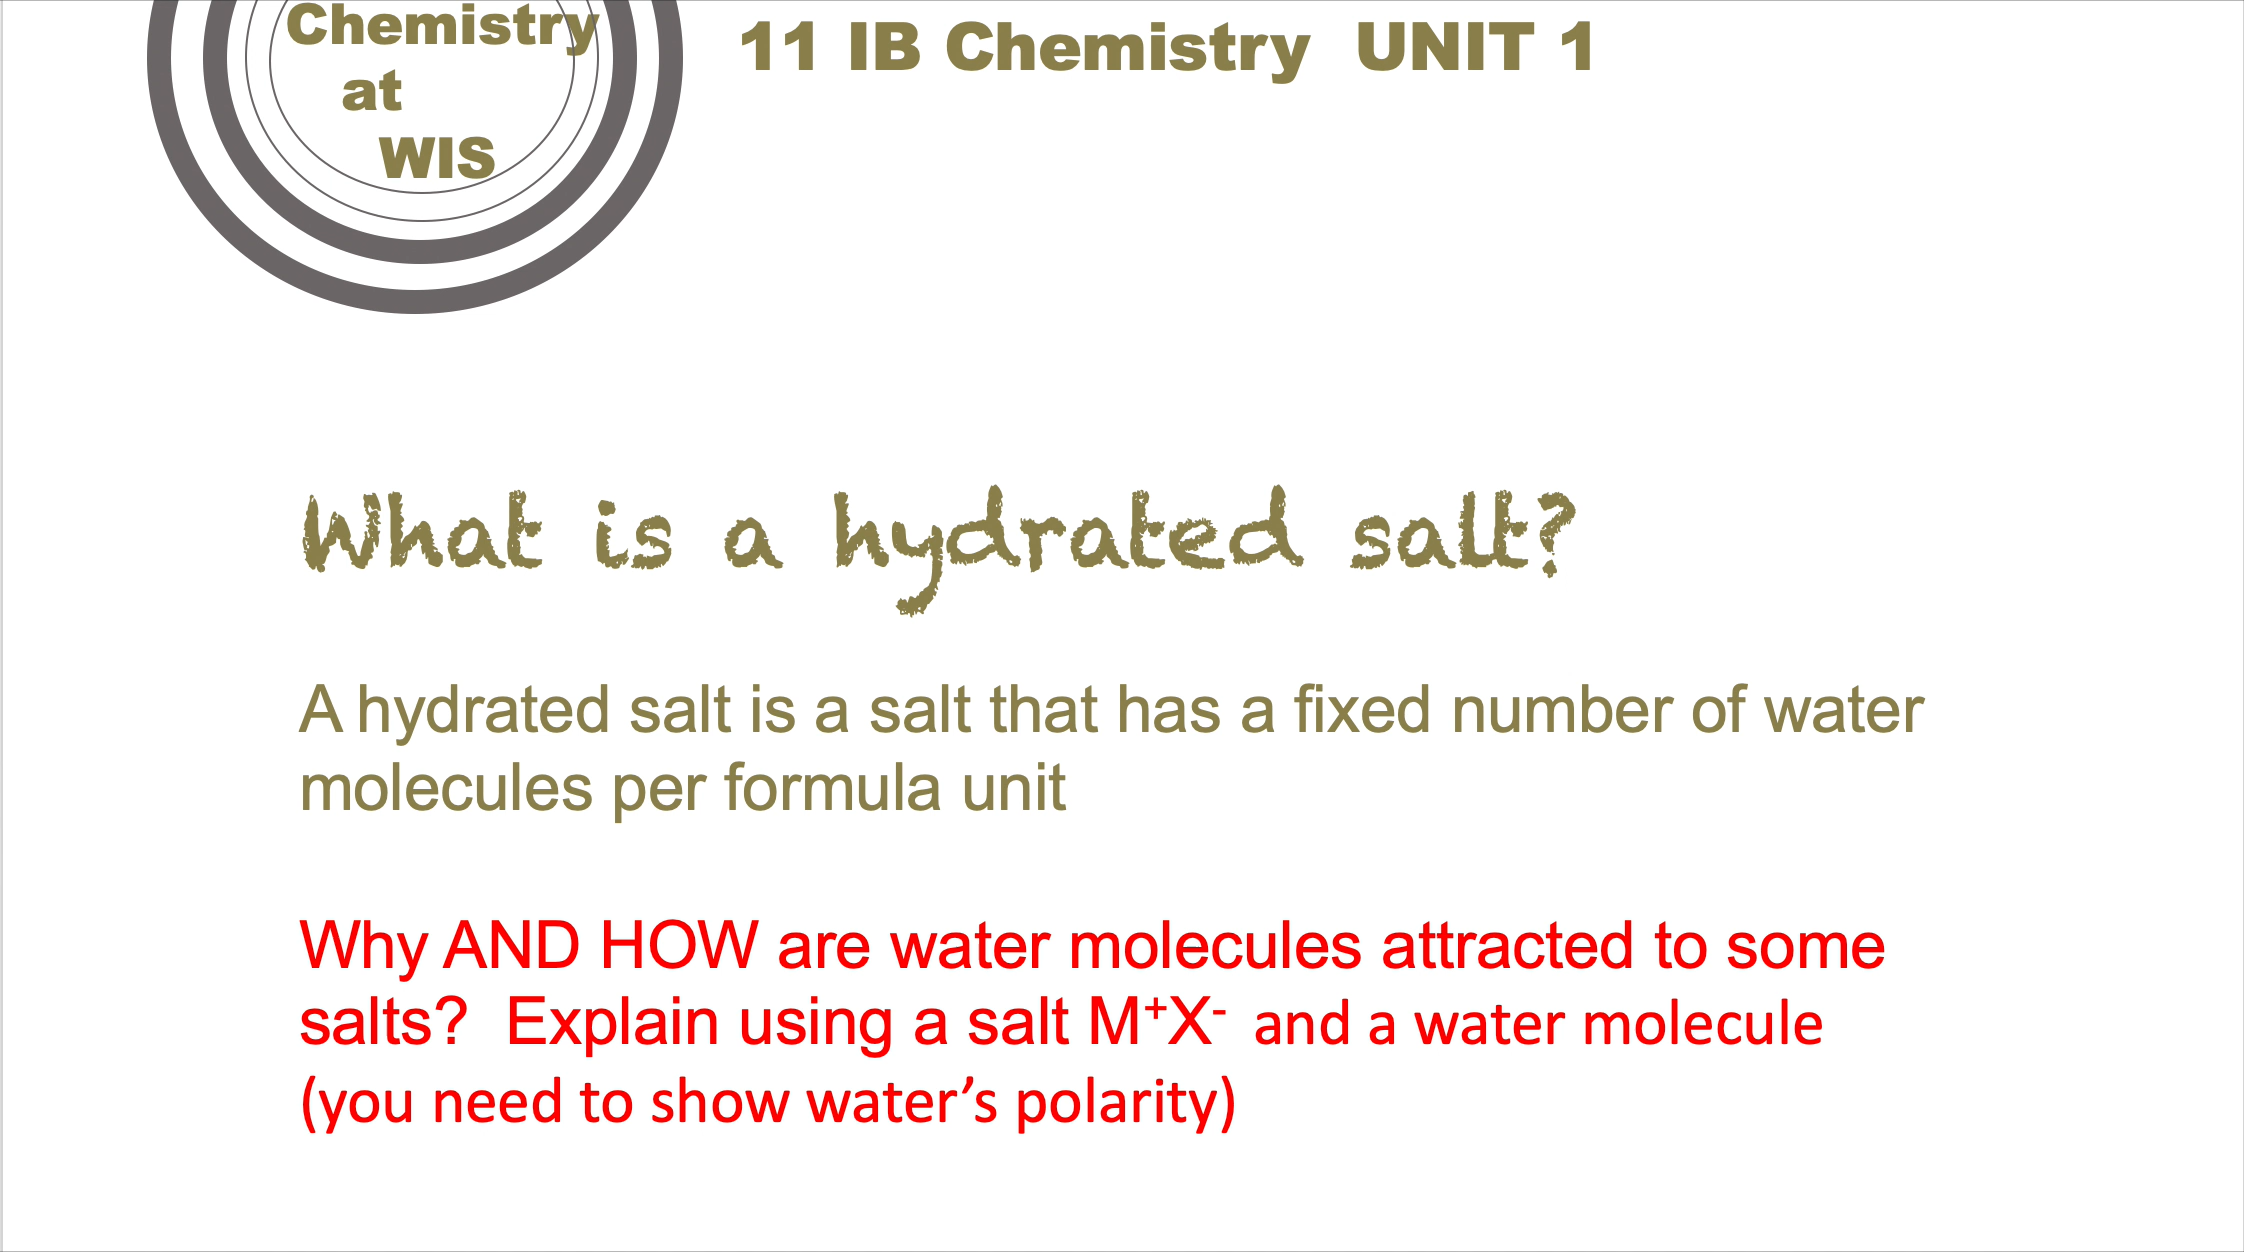 Chemistry
at
WIS
11 IB Chemistry  UNIT 1
What is a hydrated salt?
A hydrated salt is a salt that has a fixed number of water
molecules per formula unit
Why AND HOW are water molecules attracted to some
salts?  Explain using a salt M⁺X⁻ and a water molecule
(you need to show water’s polarity)